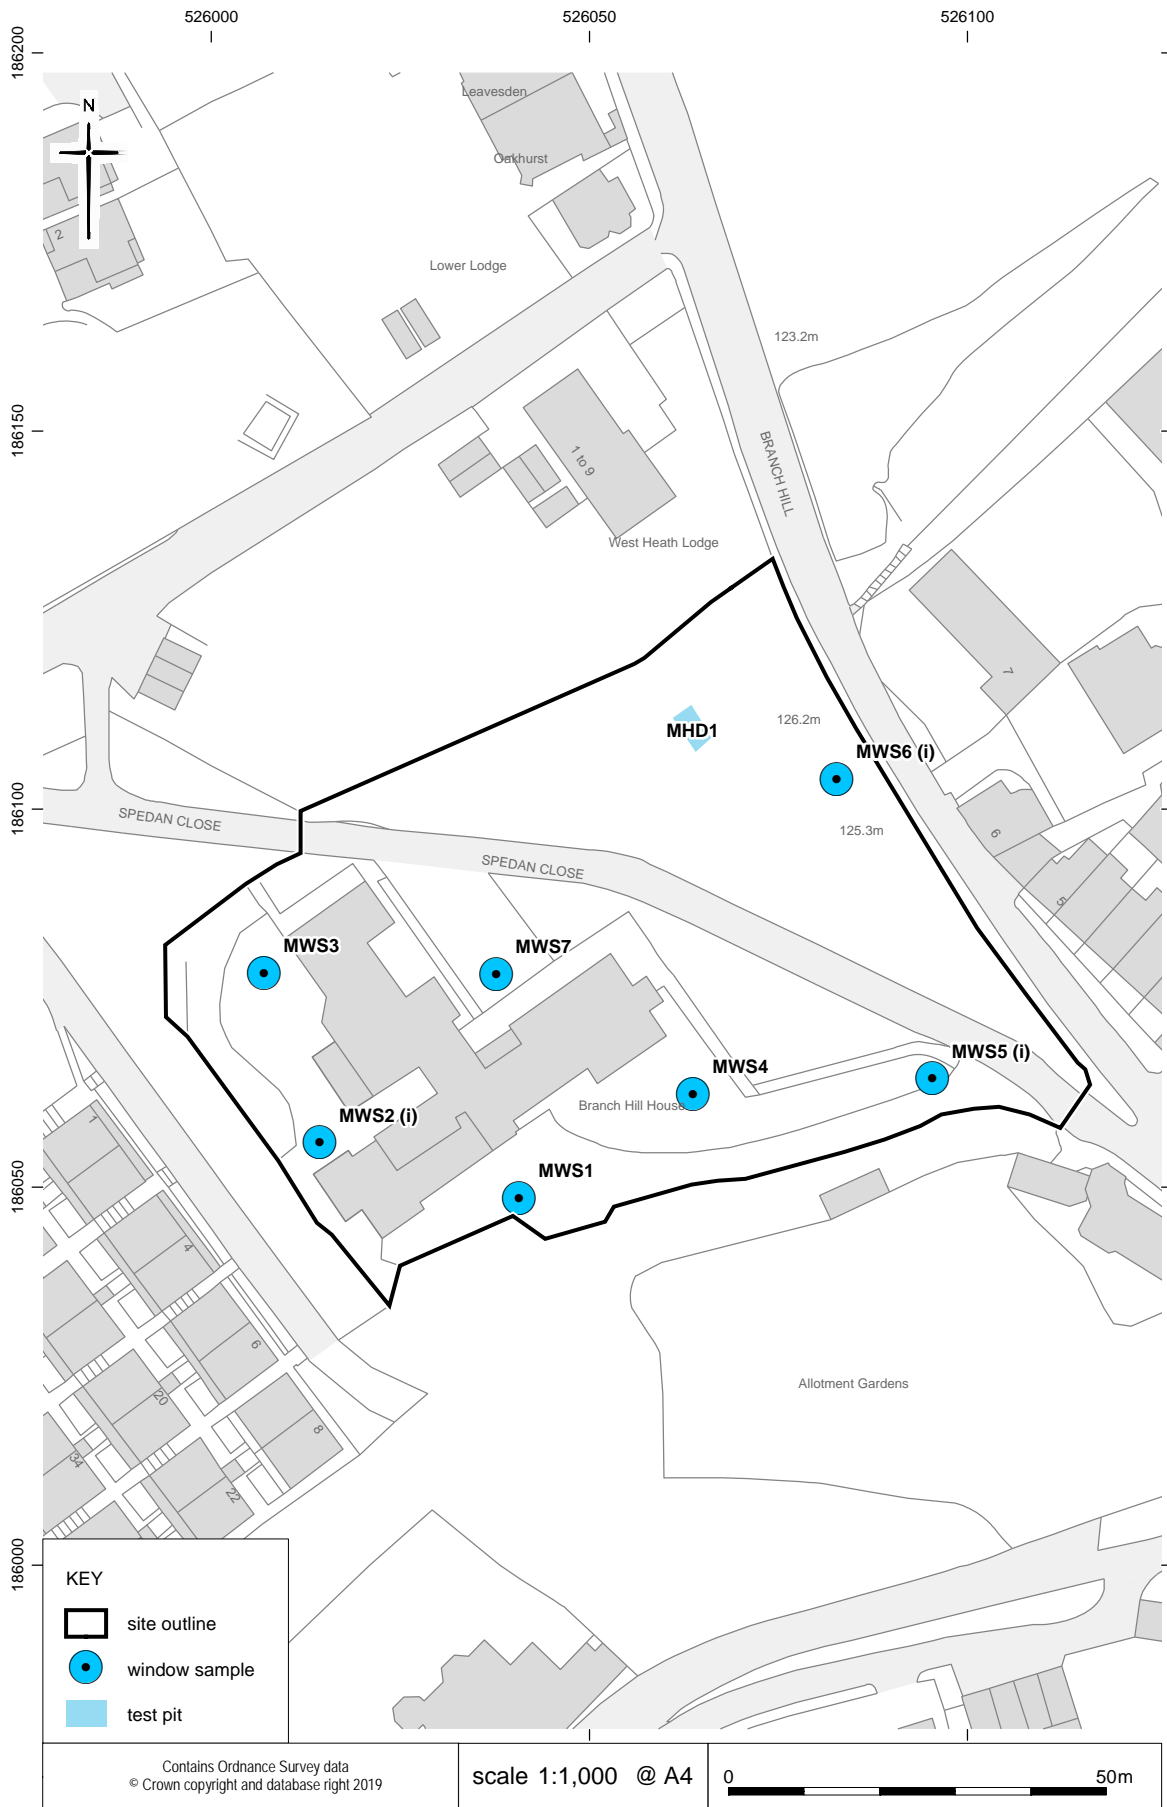 526000
526050
526100
186200
N
Leavesden
Oakhurst
2
Lower Lodge
123.2m
186150
BRANCH HILL
1 to 9
West Heath Lodge
7
MHD1
126.2m
MWS6 (i)
186100
SPEDAN CLOSE
125.3m
6
SPEDAN CLOSE
5
MWS3
MWS7
MWS5 (i)
MWS4
Branch Hill House
MWS2 (i)
1
MWS1
186050
4
6
Allotment Gardens
20
8
34
22
186000
KEY
site outline
window sample
test pit
Contains Ordnance Survey data
© Crown copyright and database right 2019
scale 1:1,000 @ A4
0
50m